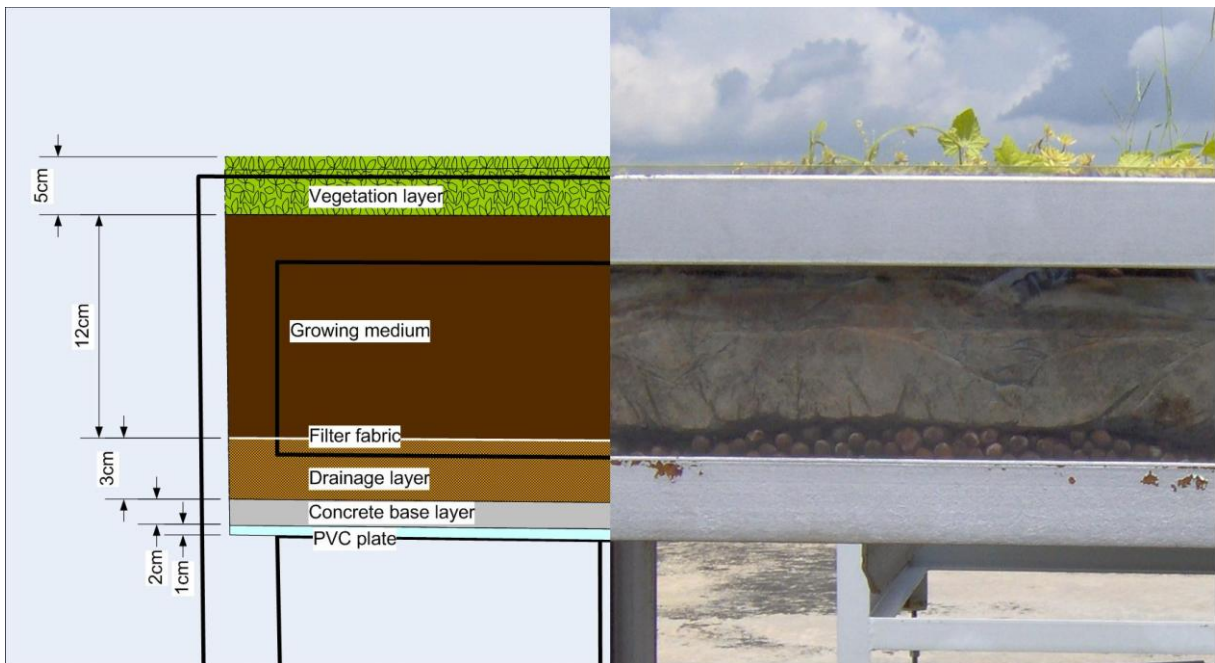 5cm
Vegetation layer
12cm
Growing medium
Filter fabric
3cm
Drainage layer
Concrete base layer
2cm
1cm
PVC plate